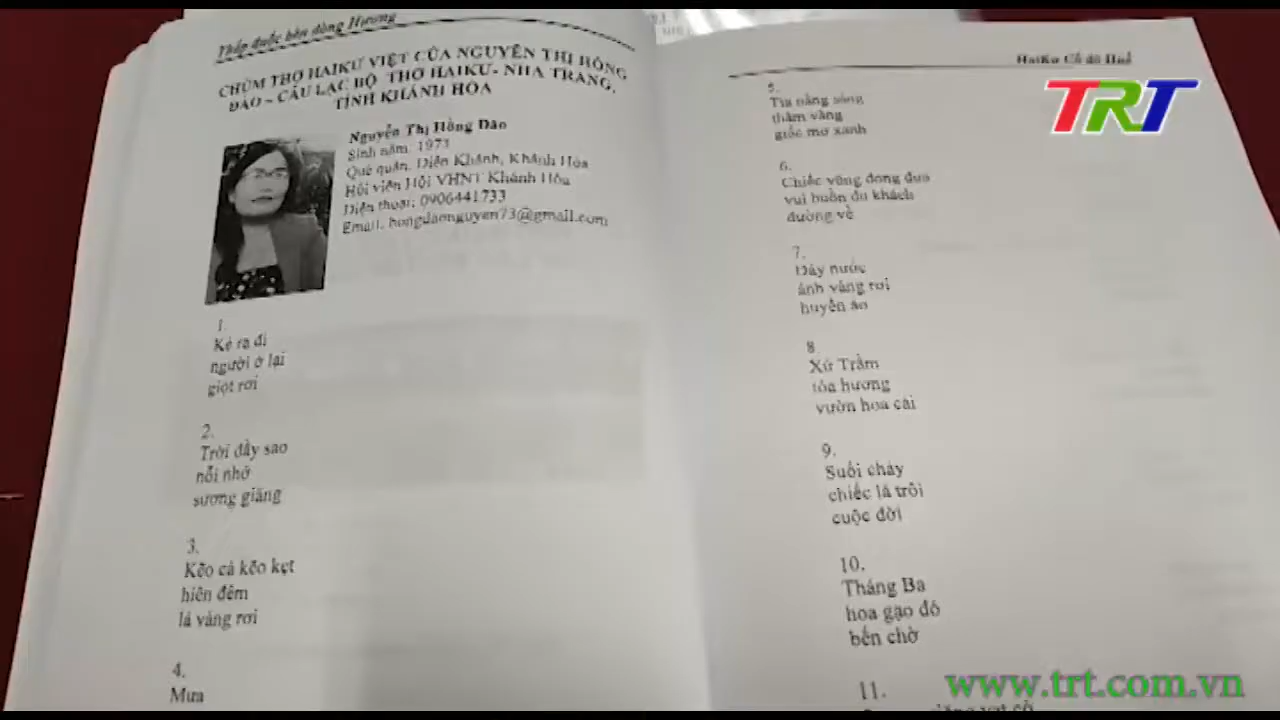 Thắp đuốc bên dòng Hương
CHÙM THƠ HAIKƯ VIỆT CỦA NGUYỄN THỊ HỒNG
ĐÀO – CÂU LẠC BỘ THƠ HAIKƯ- NHA TRANG,
TỈNH KHÁNH HÒA
Nguyễn Thị Hồng Đào
Sinh năm: 1973
Quê quán: Diên Khánh, Khánh Hòa
Hội viên Hội VHNT Khánh Hòa
Điện thoại: 0906441733
Email: hongdaonguyen73@gmail.com
1.
Kẻ ra đi
người ở lại
giọt rơi
2.
Trời đầy sao
nỗi nhớ
sương giăng
3.
Kẽo cà kẽo kẹt
hiên đêm
lá vàng rơi
4.
Mưa
HaiKu Cố đô Huế
5.
Tia nắng sáng
thảm vàng
giấc mơ xanh
6.
Chiếc võng đong đưa
vui buồn du khách
đường về
7.
Đáy nước
ánh vàng rơi
huyền ảo
8
Xứ Trầm
tỏa hương
vườn hoa cải
9.
Suối chảy
chiếc lá trôi
cuộc đời
10.
Tháng Ba
hoa gạo đỏ
bến chờ
11.
TRT
www.trt.com.vn